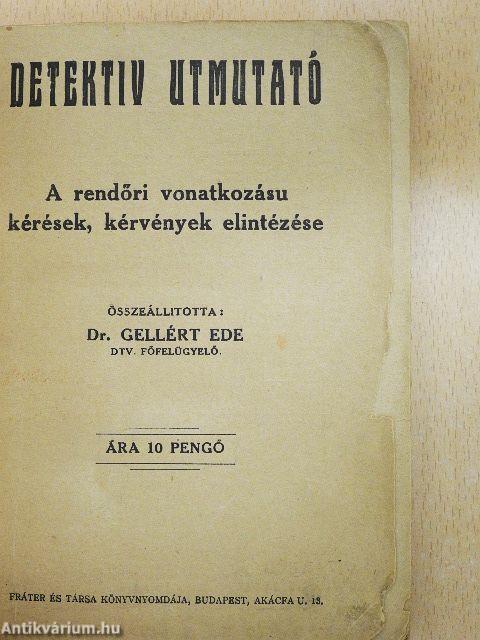 DETEKTIV UTMUTATÓ
A rendőri vonatkozásu
kérések, kérvények elintézése
ÖSSZEÁLLITOTTA:
Dr. GELLÉRT EDE
DTV. FŐFELÜGYELŐ.
ÁRA 10 PENGŐ
FRÁTER ÉS TÁRSA KÖNYVNYOMDÁJA, BUDAPEST, AKÁCFA U. 13.
Antikvárium.hu